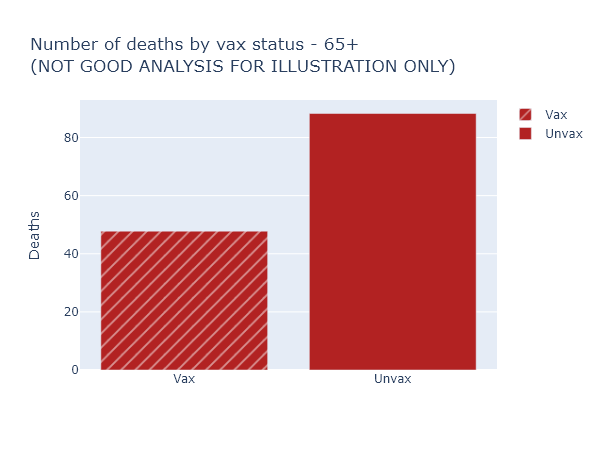 Number of deaths by vax status - 65+
(NOT GOOD ANALYSIS FOR ILLUSTRATION ONLY)
Vax
Unvax
Deaths
80
60
40
20
0
Vax
Unvax